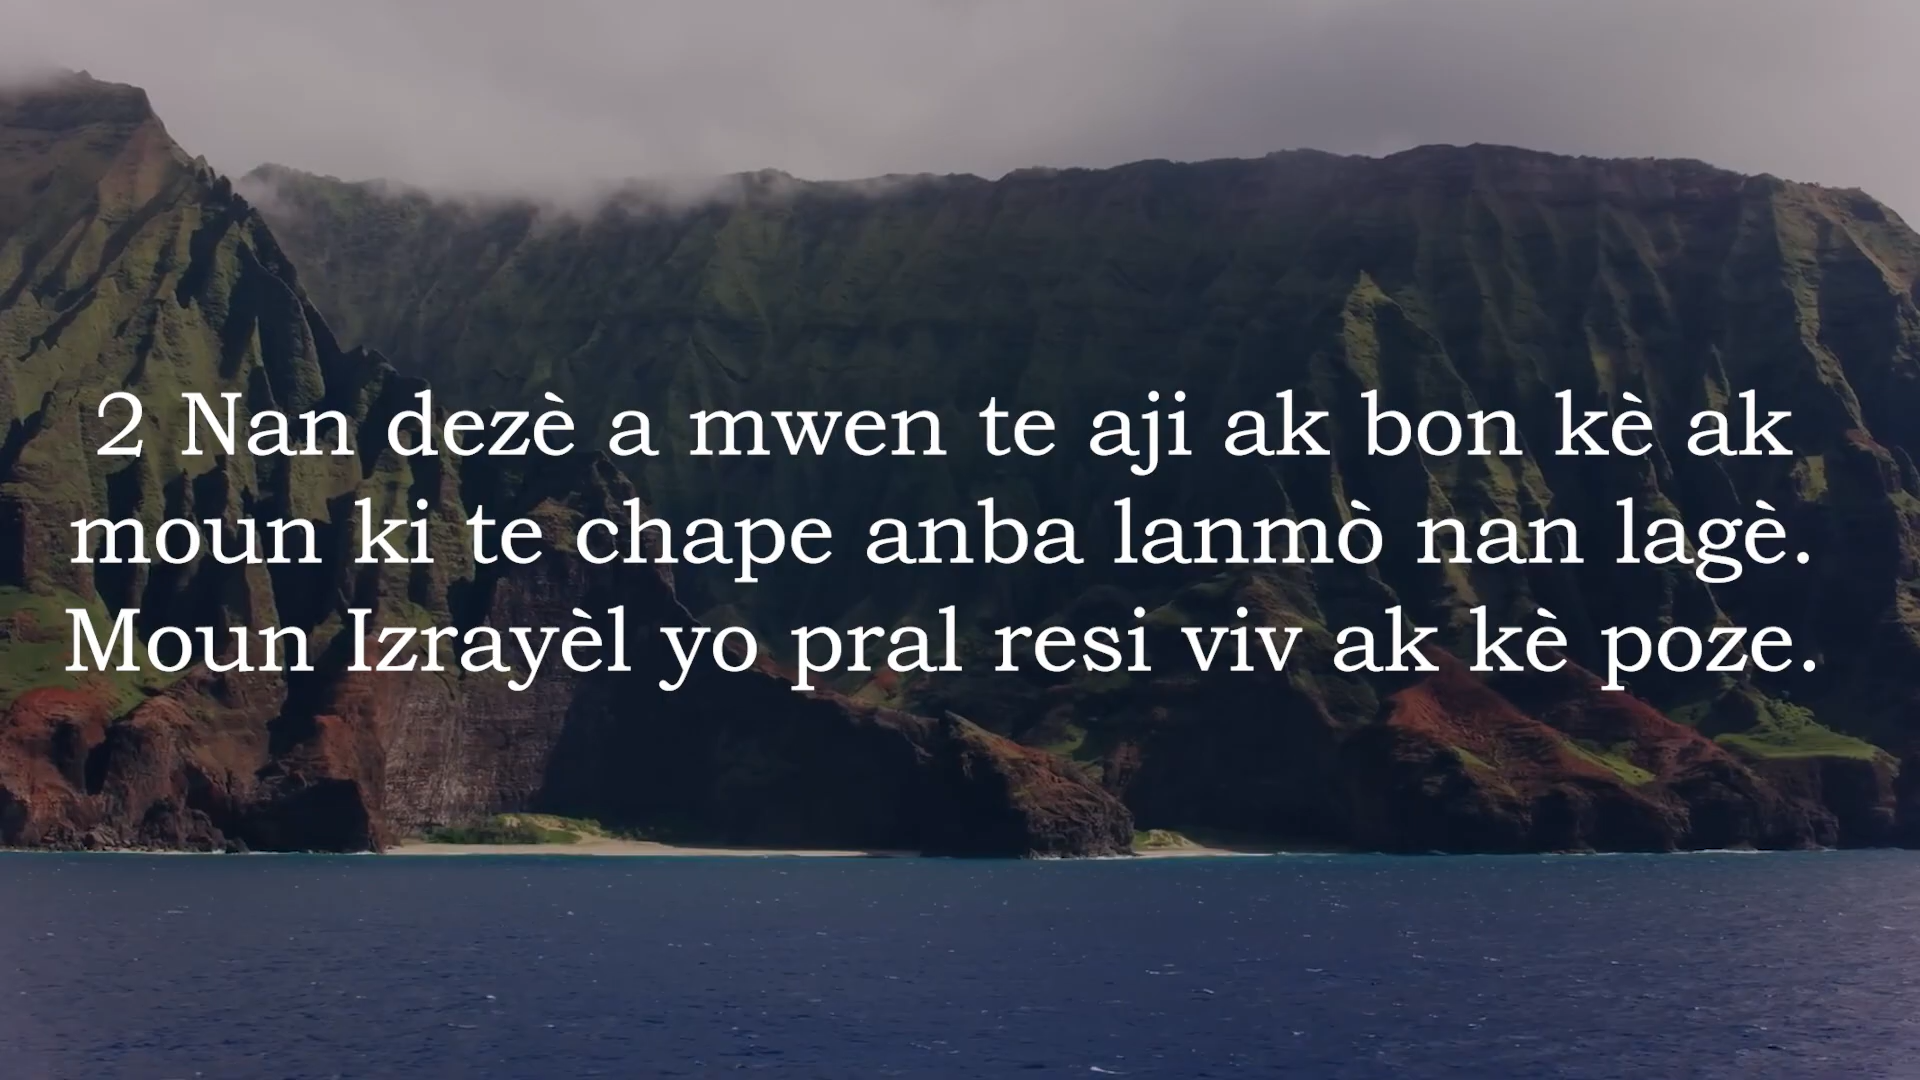 2 Nan dezè a mwen te aji ak bon kè ak
moun ki te chape anba lanmò nan lagè.
Moun Izrayèl yo pral resi viv ak kè poze.